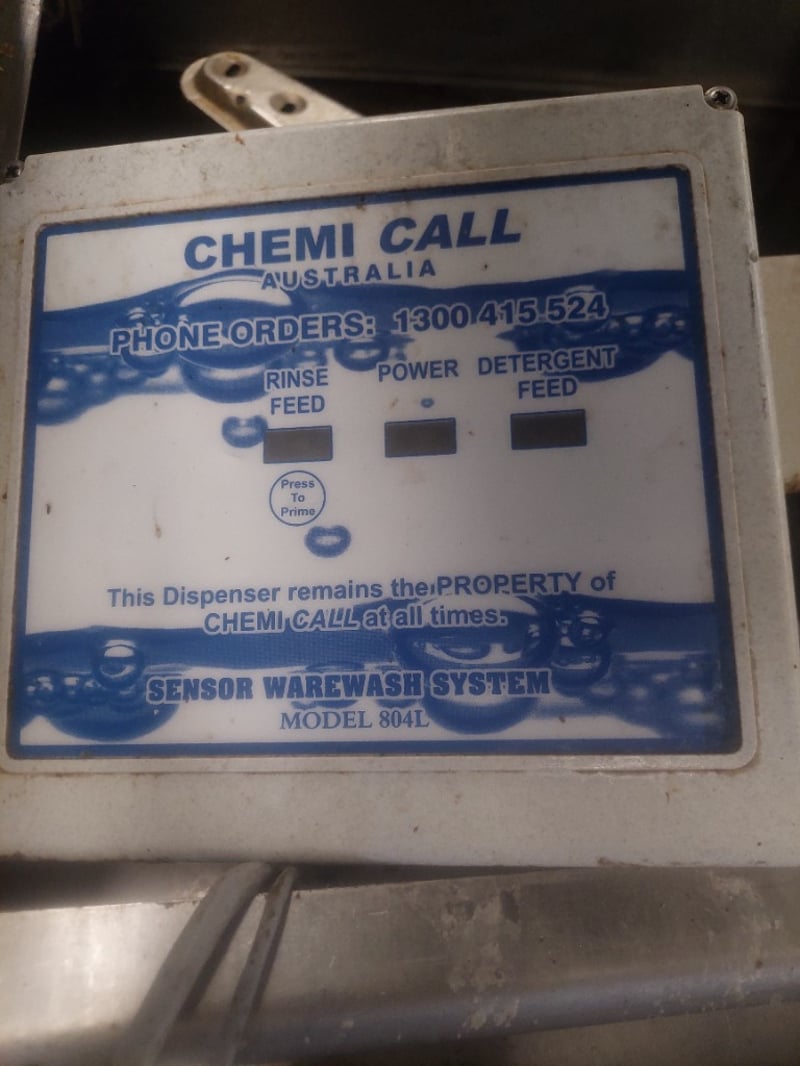 CHEMI CALL
AUSTRALIA
PHONE ORDERS: 1300 415 524
RINSE FEED
POWER
DETERGENT FEED
Press
To
Prime
This Dispenser remains the PROPERTY of
CHEMI CALL at all times.
SENSOR WAREWASH SYSTEM
MODEL 804L